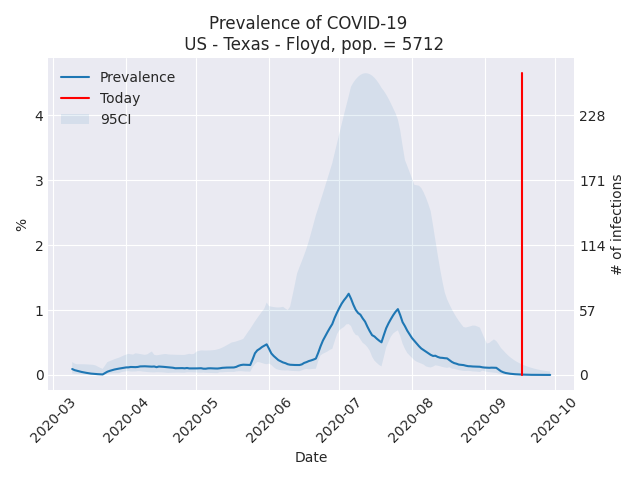 Prevalence of COVID-19
US - Texas - Floyd, pop. = 5712
Prevalence
Today
95CI
4
3
2
1
0
%
228
171
114
57
0
# of infections
2020-03
2020-04
2020-05
2020-06
2020-07
2020-08
2020-09
2020-10
Date